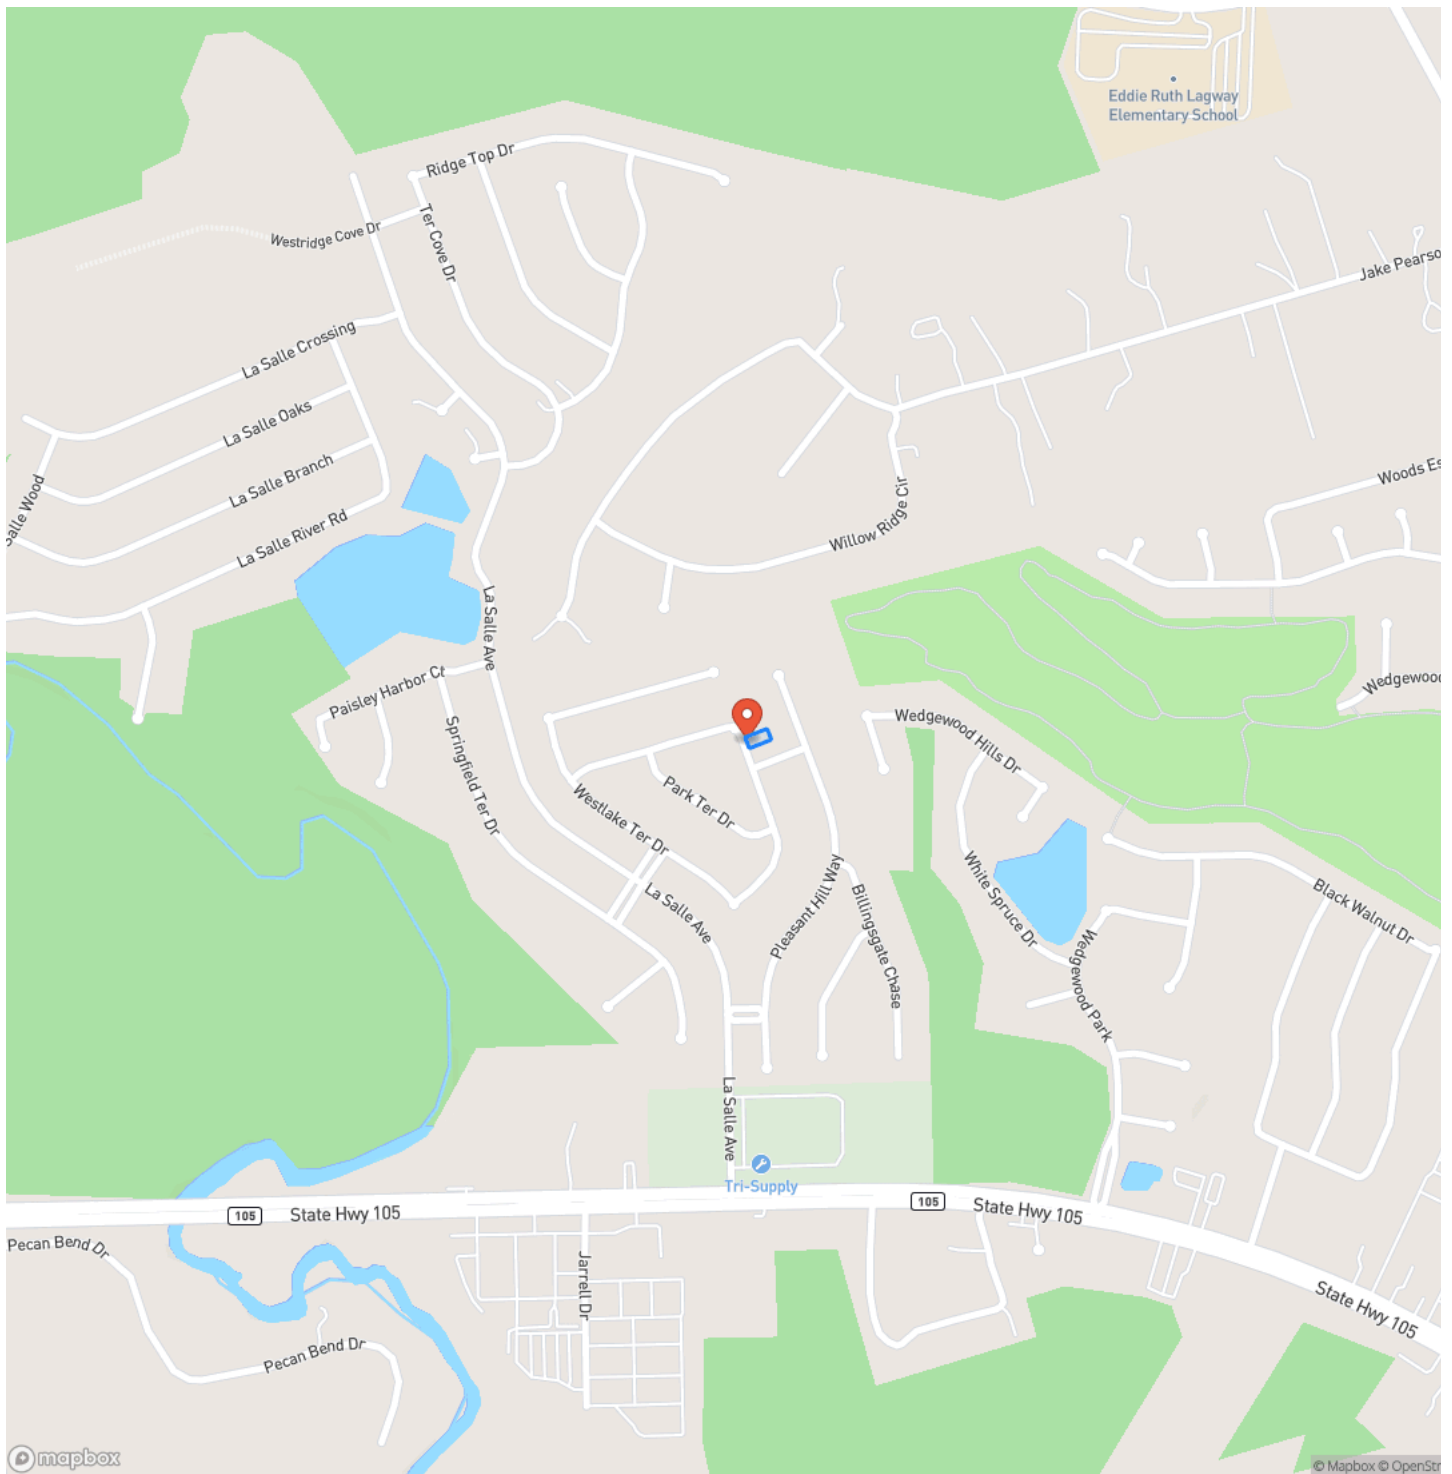 Eddie Ruth Lagway
Elementary School
Ridge Top Dr
Ter Cove Dr
Westridge Cove Dr
Jake Pearso
La Salle Crossing
La Salle Oaks
La Salle Branch
Salle Wood
La Salle River Rd
Woods Es
Willow Ridge Cir
La Salle Ave
Paisley Harbor Ct
Wedgewood
Springfield Ter Dr
Wedgewood Hills Dr
Park Ter Dr
Westlake Ter Dr
La Salle Ave
Pleasant Hill Way
Billingsgate Chase
White Spruce Dr
Black Walnut Dr
Wedgewood Park
La Salle Ave
Tri-Supply
105
State Hwy 105
105
State Hwy 105
Pecan Bend Dr
Jarrell Dr
State Hwy 105
Pecan Bend Dr
mapbox
© Mapbox © OpenStr